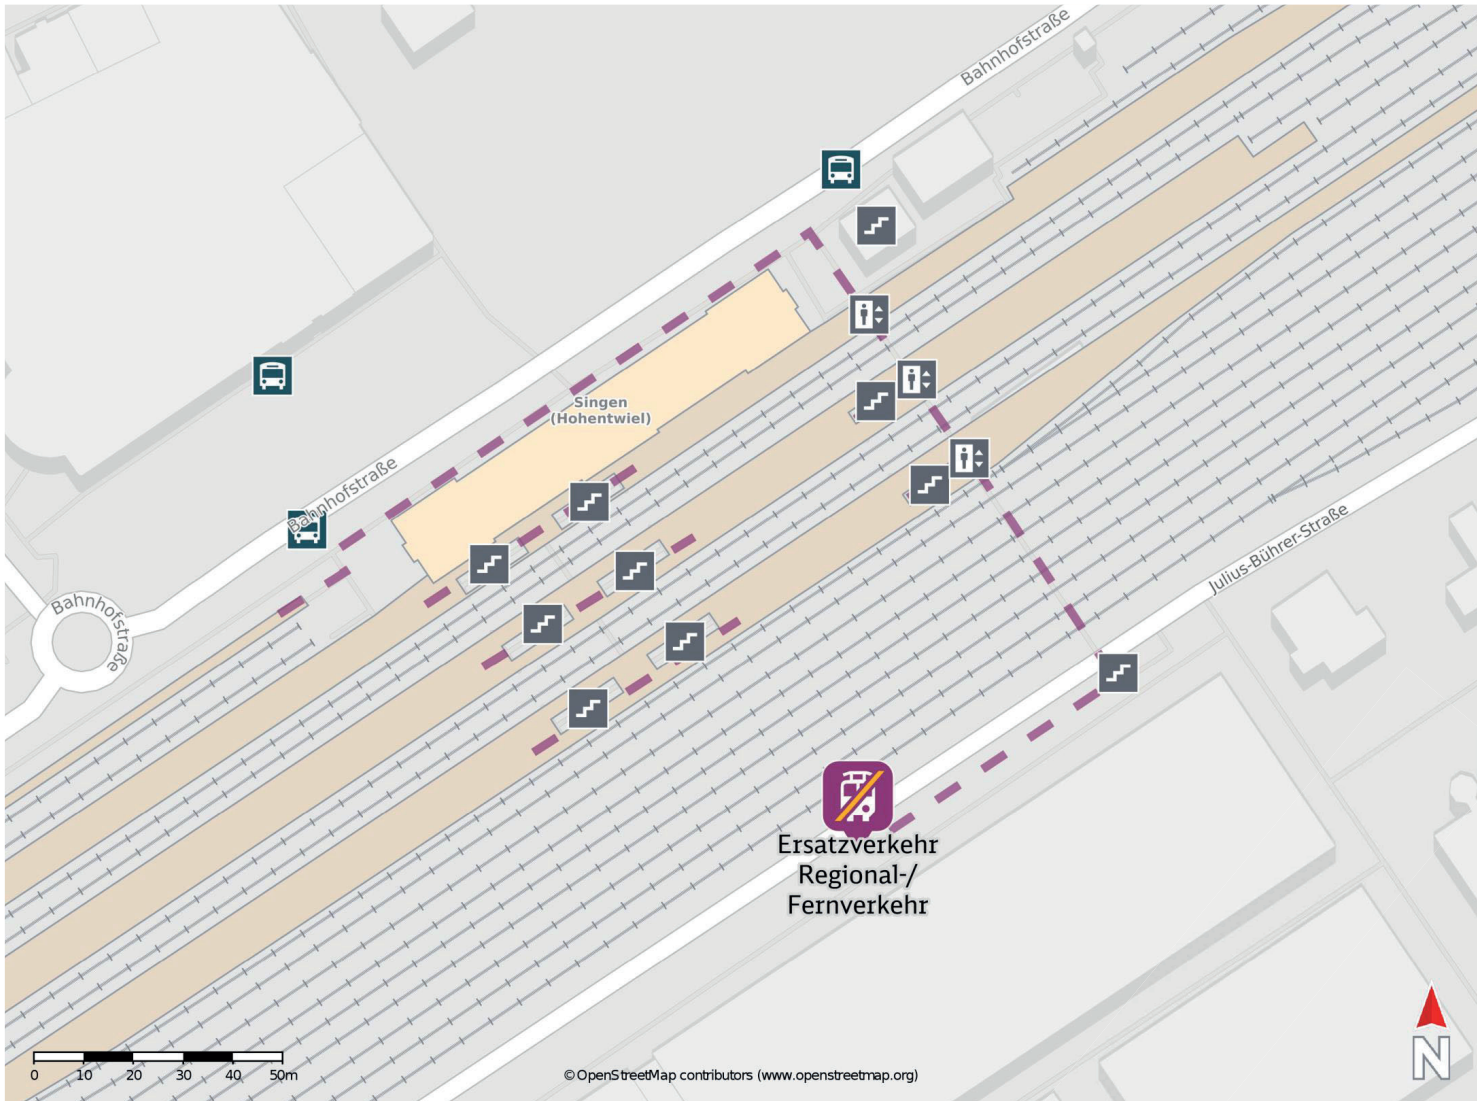 Bahnhofstraße
Singen
(Hohentwiel)
Bahnhofstraße
Julius-Bührer-Straße
Bahnhofstraße
Ersatzverkehr
Regional-/
Fernverkehr
N
0 10 20 30 40 50m
© OpenStreetMap contributors (www.openstreetmap.org)